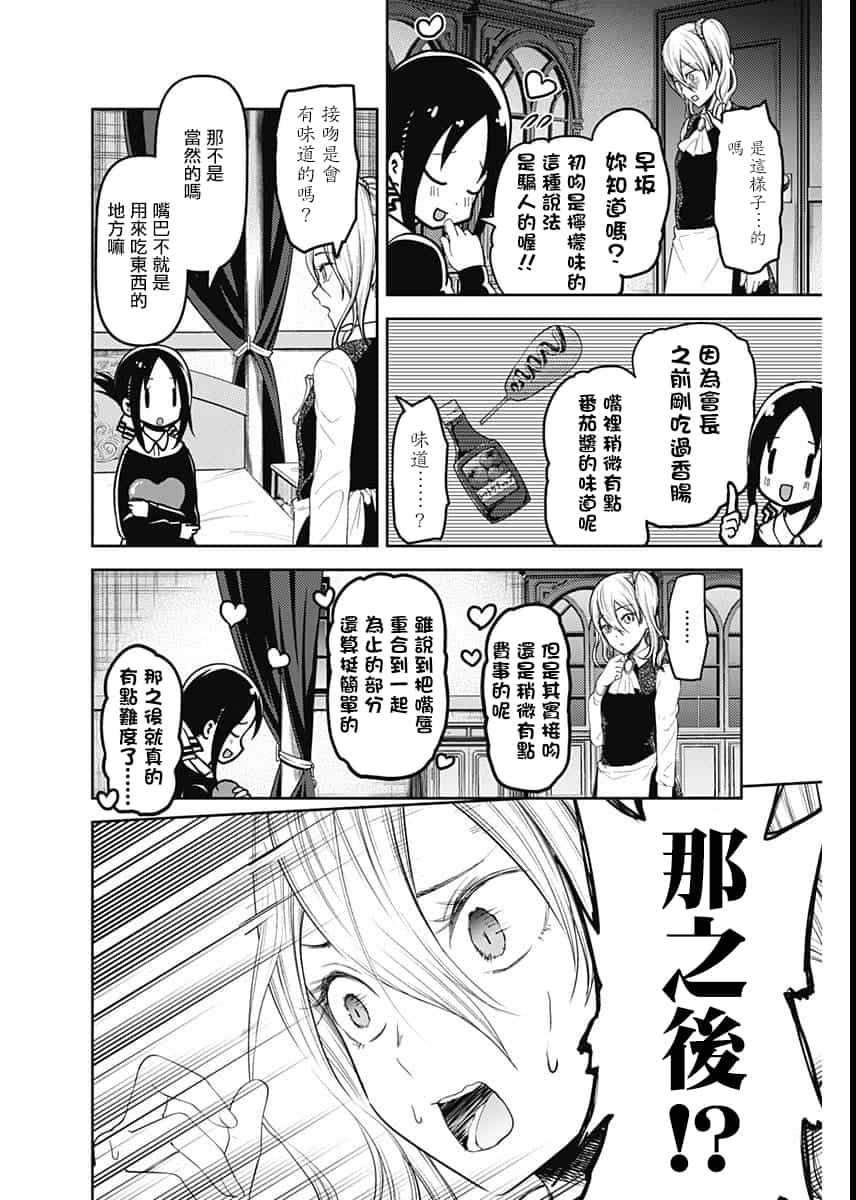 早坂
妳知道嗎？
初吻是檸檬味的
這種說法
是騙人的喔!!
是這樣子…的
嗎
因為會長
之前剛吃過香腸
嘴裡稍微有點
番茄醬的味道呢
味道……？
接吻是會
有味道的嗎？
那不是
當然的嗎
嘴巴不就是
用來吃東西的
地方嘛
……
但是其實接吻
還是稍微有點
費事的呢
雖說到把嘴唇
重合到一起
為止的部分
還算挺簡單的
那之後就真的
有點難度了……
那之後!?